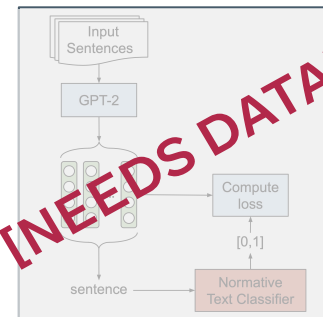 Input
Sentences
GPT-2
Compute
loss
[0,1]
sentence
Normative
Text Classifier
[NEEDS DATA